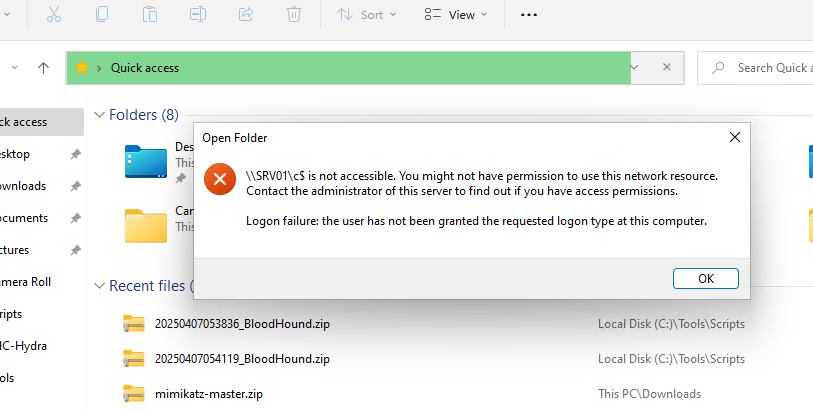 Sort
View
Quick access
Search Quick a
Folders (8)
ck access
Des
This
Open Folder
\\SRV01\c$ is not accessible. You might not have permission to use this network resource.
Contact the administrator of this server to find out if you have access permissions.
Logon failure: the user has not been granted the requested logon type at this computer.
OK
sktop
wnloads
ocuments
Car
This
ctures
amera Roll
Recent files (
ripts
20250407053836_BloodHound.zip
Local Disk (C:)\Tools\Scripts
IC-Hydra
20250407054119_BloodHound.zip
Local Disk (C:)\Tools\Scripts
ols
mimikatz-master.zip
This PC\Downloads